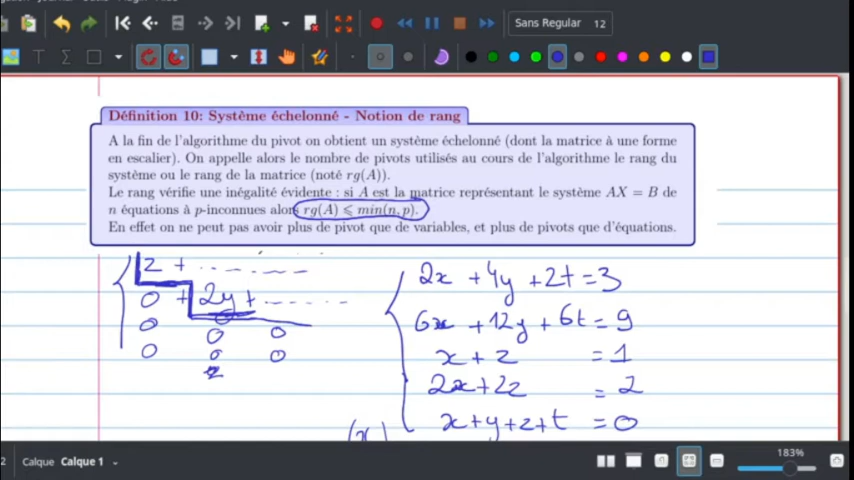 Sans Regular 12
Définition 10: Système échelonné - Notion de rang
A la fin de l'algorithme du pivot on obtient un système échelonné (dont la matrice à une forme
en escalier). On appelle alors le nombre de pivots utilisés au cours de l'algorithme le rang du
système ou le rang de la matrice (noté rg(A)).
Le rang vérifie une inégalité évidente : si A est la matrice représentant le système AX = B de
n équations à p-inconnues alors rg(A) ⩽ min(n, p).
En effet on ne peut pas avoir plus de pivot que de variables, et plus de pivots que d'équations.
2 + ...
0 + 2y + ...
0 0 0
0 0 0
2x + 4y + 2t = 3
6x + 12y + 6t = 9
x + z = 1
2x + 2z = 2
x + y + z + t = 0
(x)
2 Calque Calque 1
183%